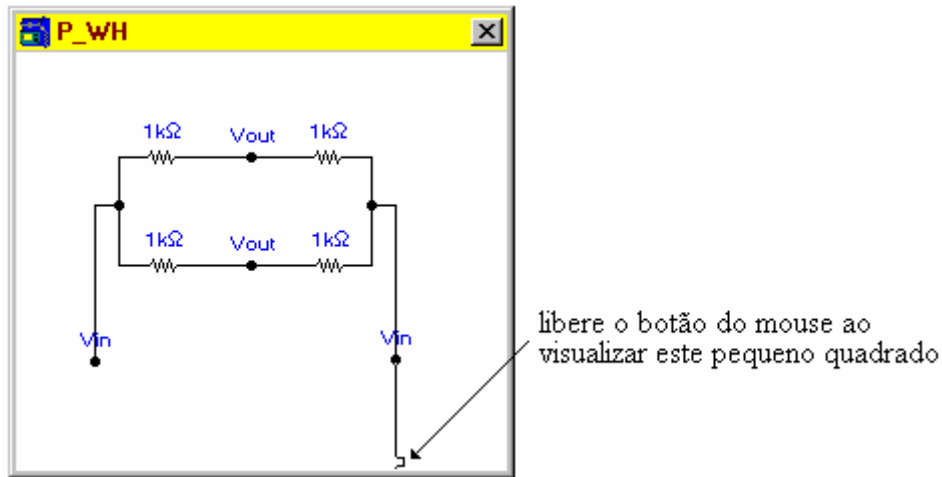 P_WH
1kΩ Vout 1kΩ
1kΩ Vout 1kΩ
Vin Vin
libere o botão do mouse ao
visualizar este pequeno quadrado